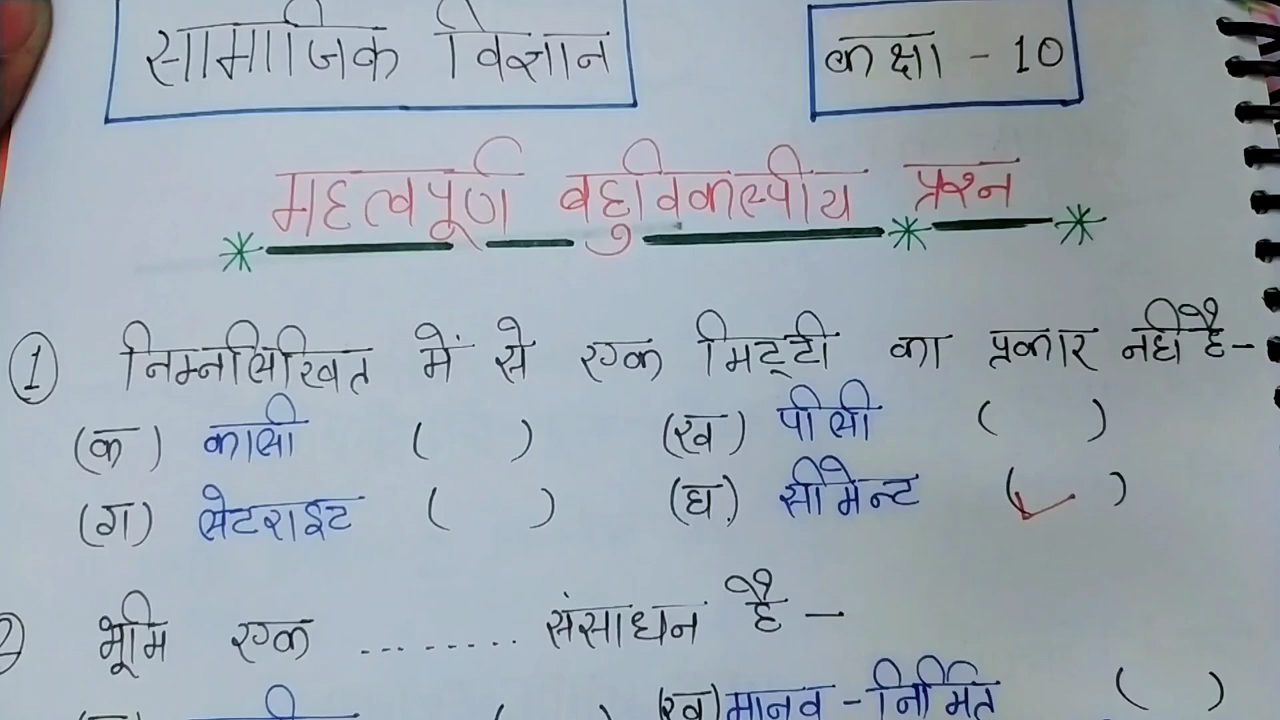 सामाजिक विज्ञान
कक्षा - 10
महत्वपूर्ण बहुविकल्पीय प्रश्न
① निम्नलिखित में से एक मिट्टी का प्रकार नहीं है-
(क) काली ( ) (ख) पीली ( )
(ग) लेटराइट ( ) (घ) सीमेन्ट (✓)
② भूमि एक ........ संसाधन है -
(ख) मानव - निर्मित ( )